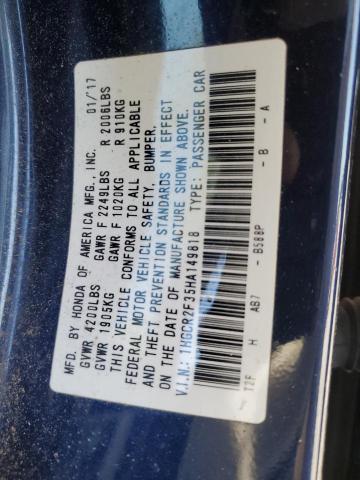 MFD. BY HONDA OF AMERICA MFG., INC. 01/'17
GVWR 4200LBS GAWR F 2249LBS R 2006LBS
GVWR 1905KG GAWR F 1020KG R 910KG
THIS VEHICLE CONFORMS TO ALL APPLICABLE
FEDERAL MOTOR VEHICLE SAFETY, BUMPER,
AND THEFT PREVENTION STANDARDS IN EFFECT
ON THE DATE OF MANUFACTURE SHOWN ABOVE.
V.I.N.: 1HGCR2F35HA149818 TYPE: PASSENGER CAR
T2F H AB7 - B588P - B - A